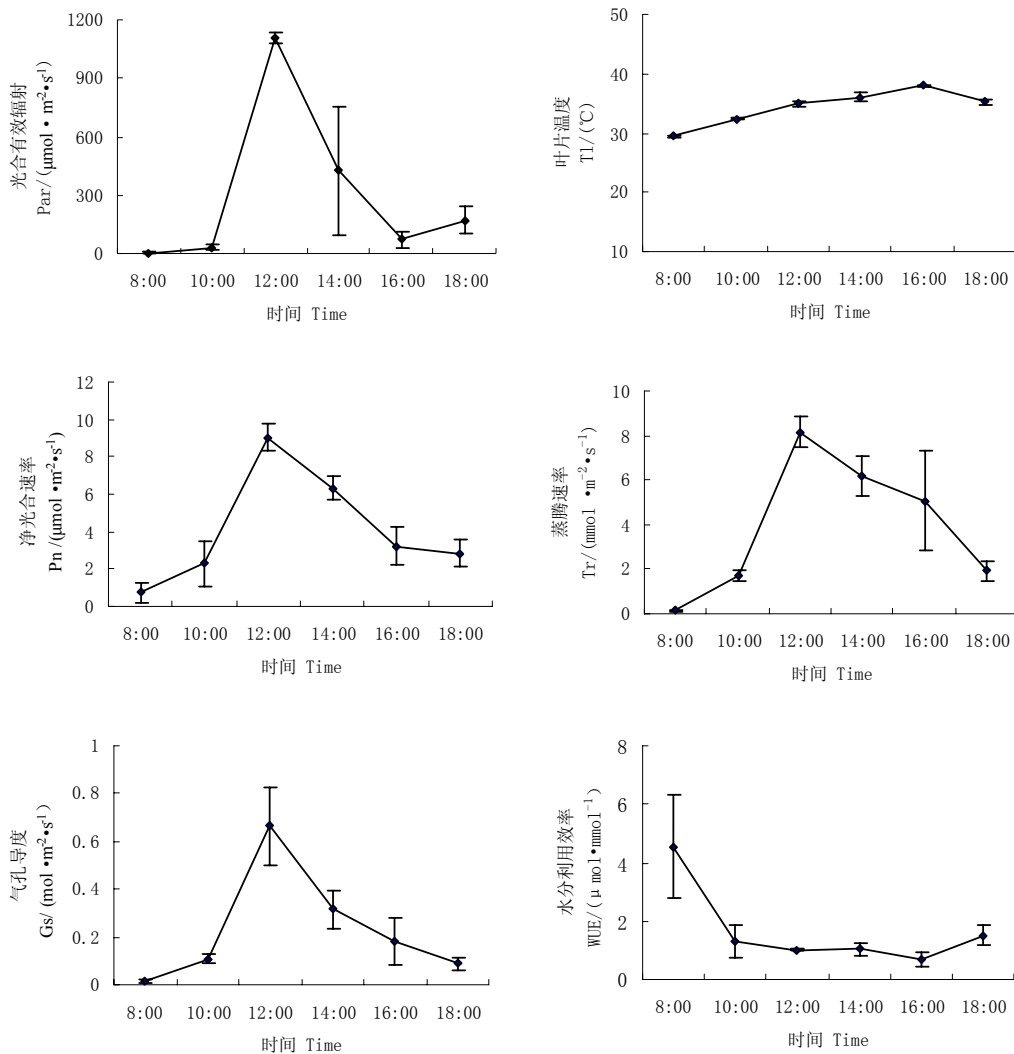 光合有效辐射
Par/(μmol·m⁻²·s⁻¹)
1200
900
600
300
0
8:00 10:00 12:00 14:00 16:00 18:00
时间 Time
叶片温度
Tl/(℃)
50
40
30
20
10
8:00 10:00 12:00 14:00 16:00 18:00
时间 Time
净光合速率
Pn/(μmol·m⁻²·s⁻¹)
12
10
8
6
4
2
0
8:00 10:00 12:00 14:00 16:00 18:00
时间 Time
蒸腾速率
Tr/(mmol·m⁻²·s⁻¹)
10
8
6
4
2
0
8:00 10:00 12:00 14:00 16:00 18:00
时间 Time
气孔导度
Gs/(mol·m⁻²·s⁻¹)
1
0.8
0.6
0.4
0.2
0
8:00 10:00 12:00 14:00 16:00 18:00
时间 Time
水分利用效率
WUE/(μmol·mmol⁻¹)
8
6
4
2
0
8:00 10:00 12:00 14:00 16:00 18:00
时间 Time